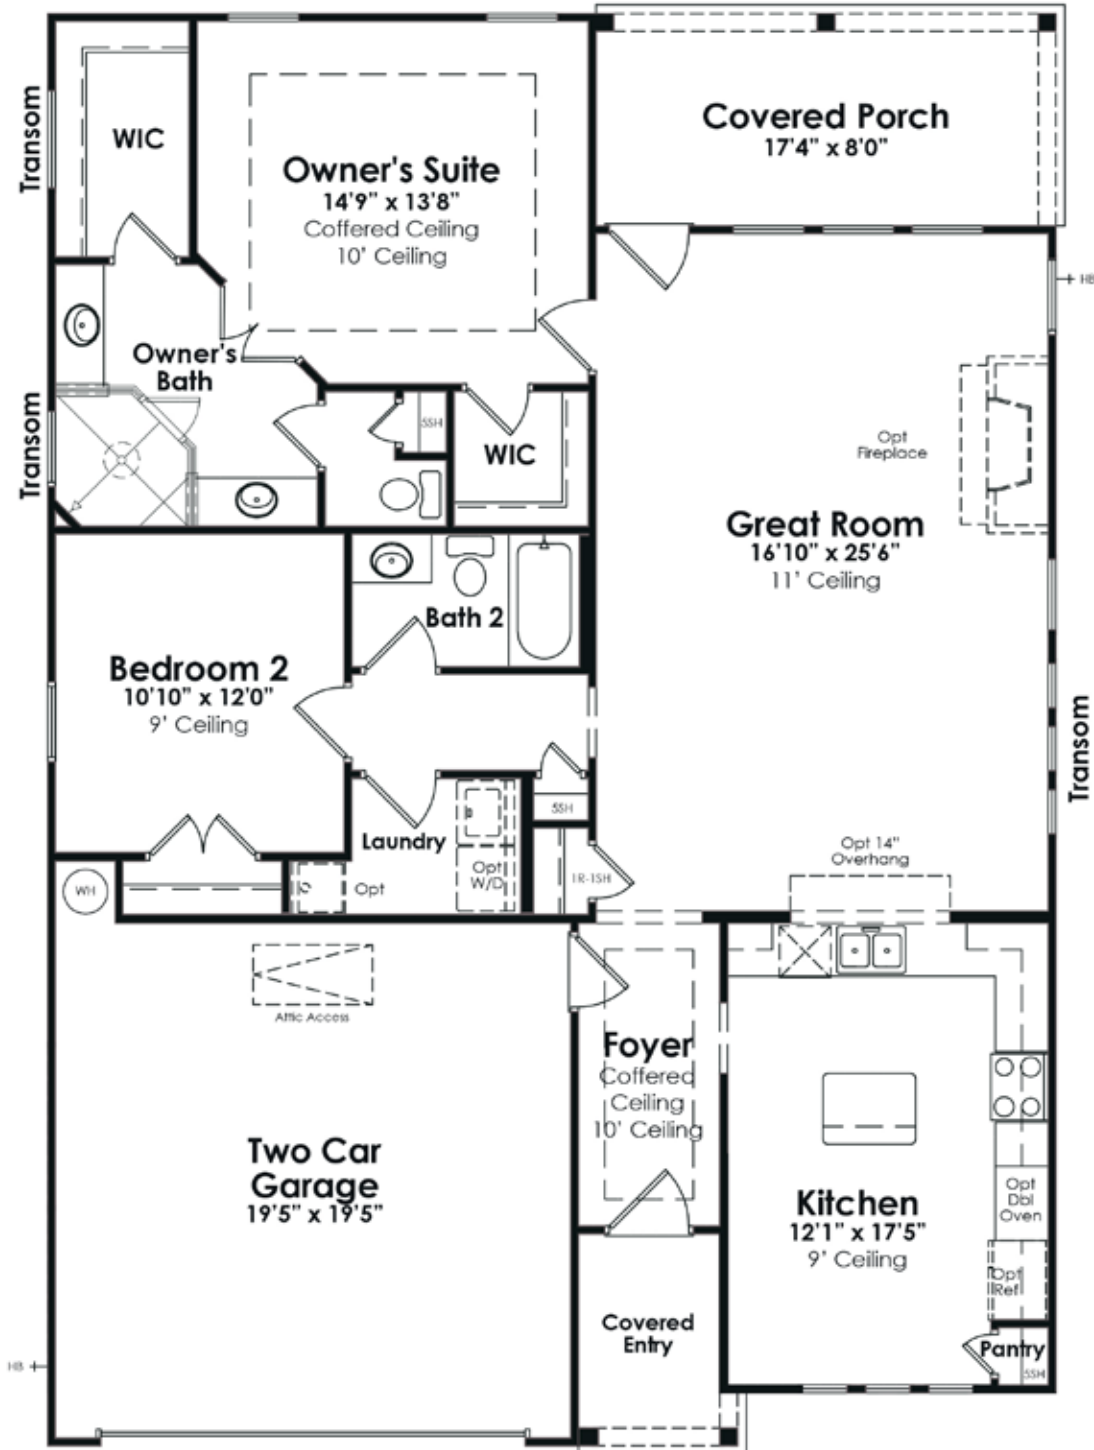 Covered Porch
17'4" x 8'0"
Transom
WIC
Owner's Suite
14'9" x 13'8"
Coffered Ceiling
10' Ceiling
HB
Owner's
Bath
Transom
5SH
WIC
Opt
Fireplace
Great Room
16'10" x 25'6"
11' Ceiling
Bath 2
Bedroom 2
10'10" x 12'0"
9' Ceiling
Transom
5SH
Laundry
Opt 14"
Overhang
WH
Opt
Opt
W/D
1R-1SH
Attic Access
Foyer
Coffered
Ceiling
10' Ceiling
Two Car
Garage
19'5" x 19'5"
Kitchen
12'1" x 17'5"
9' Ceiling
Opt
Dbl
Oven
Opt
Ref
Covered
Entry
Pantry
5SH
HB